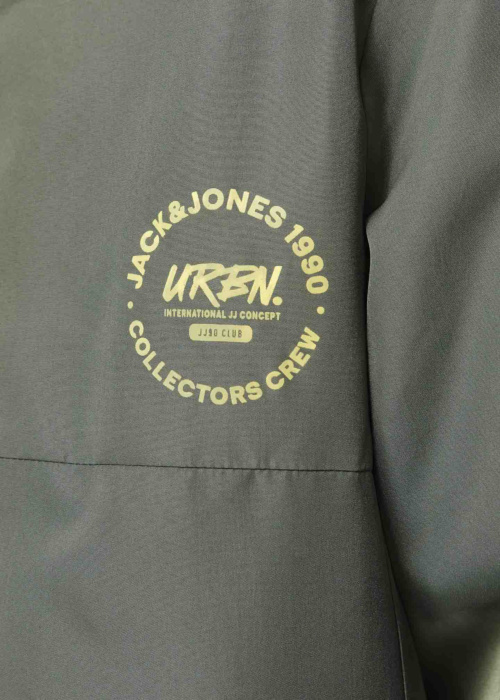 JACK&JONES 1990
URBN.
INTERNATIONAL JJ CONCEPT
JJ90 CLUB
• COLLECTORS CREW •